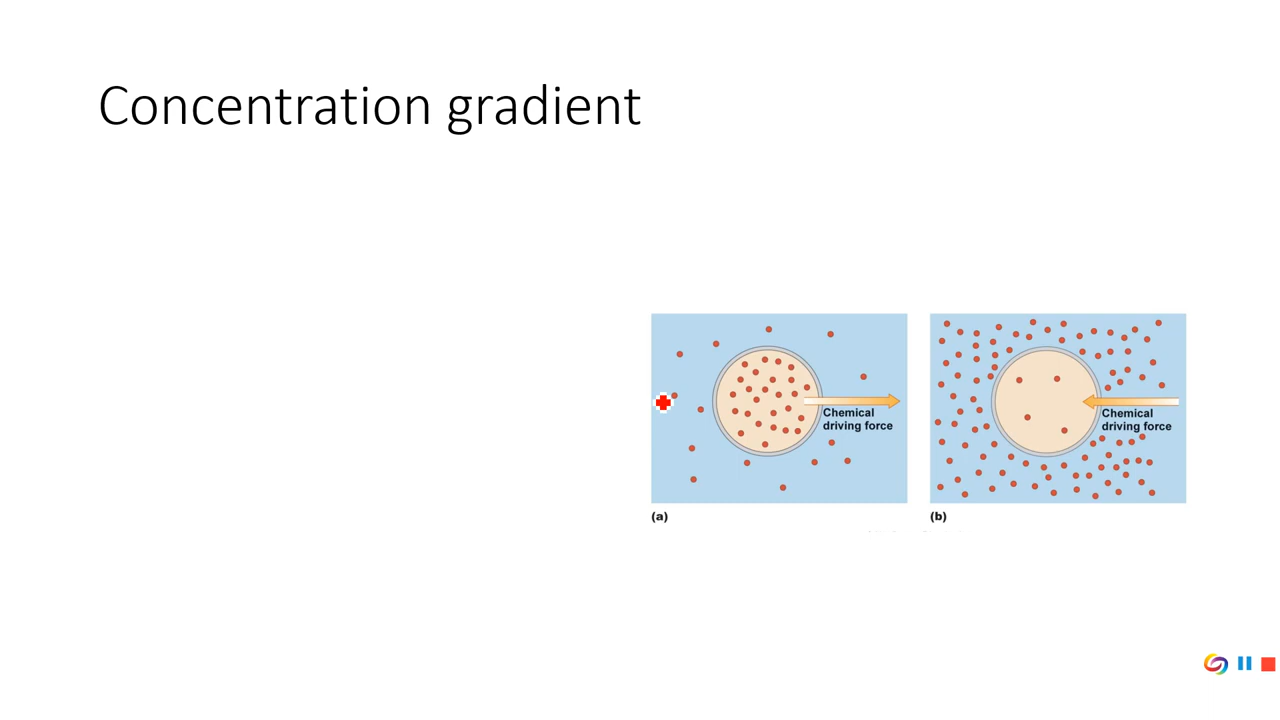 Concentration gradient
Chemical
driving force
Chemical
driving force
(a)
(b)